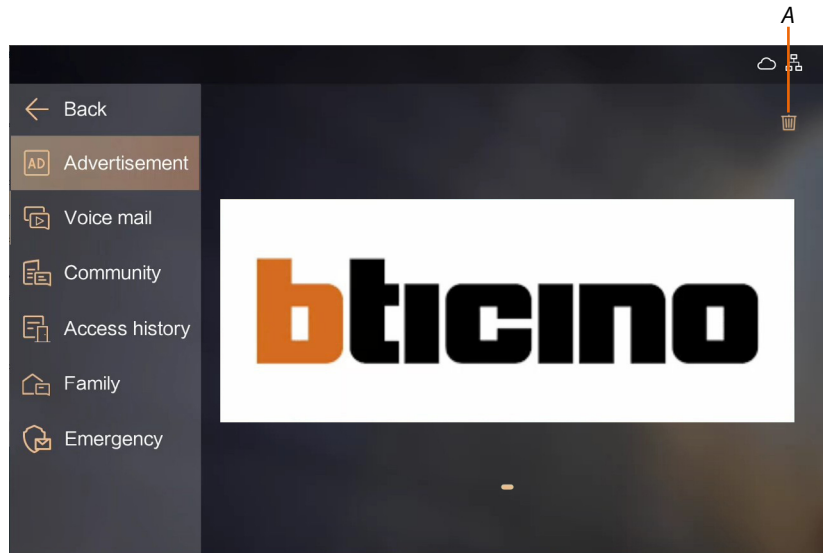 A
Back
AD Advertisement
Voice mail
bticino
Community
Access history
Family
Emergency